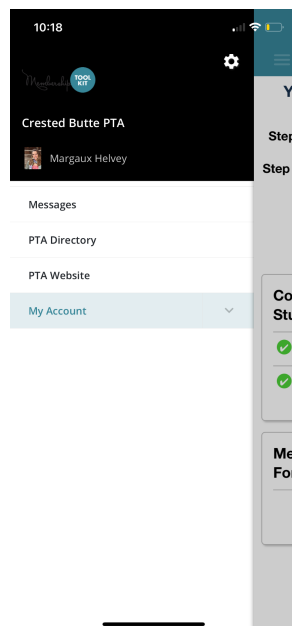 10:18
Membership TOOL
KIT
Crested Butte PTA
Margaux Helvey
Messages
PTA Directory
PTA Website
My Account
Y
Step
Step
Co
Stu
Me
For